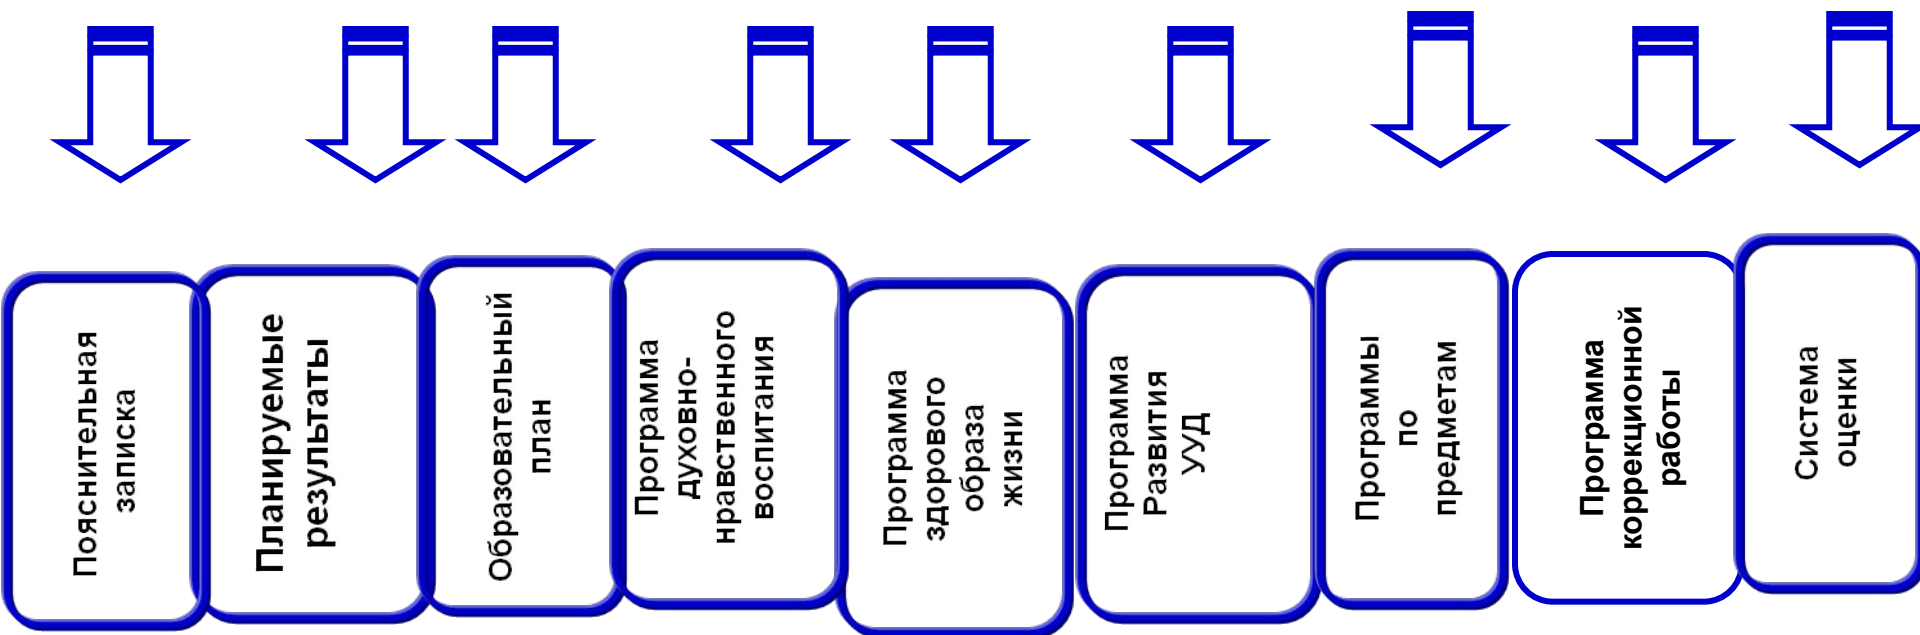 Пояснительная
записка
Планируемые
результаты
Образовательный
план
Программа
духовно-
нравственного
воспитания
Программа
здорового
образа
жизни
Программа
Развития
УУД
Программы
по
предметам
Программа
коррекционной
работы
Система
оценки